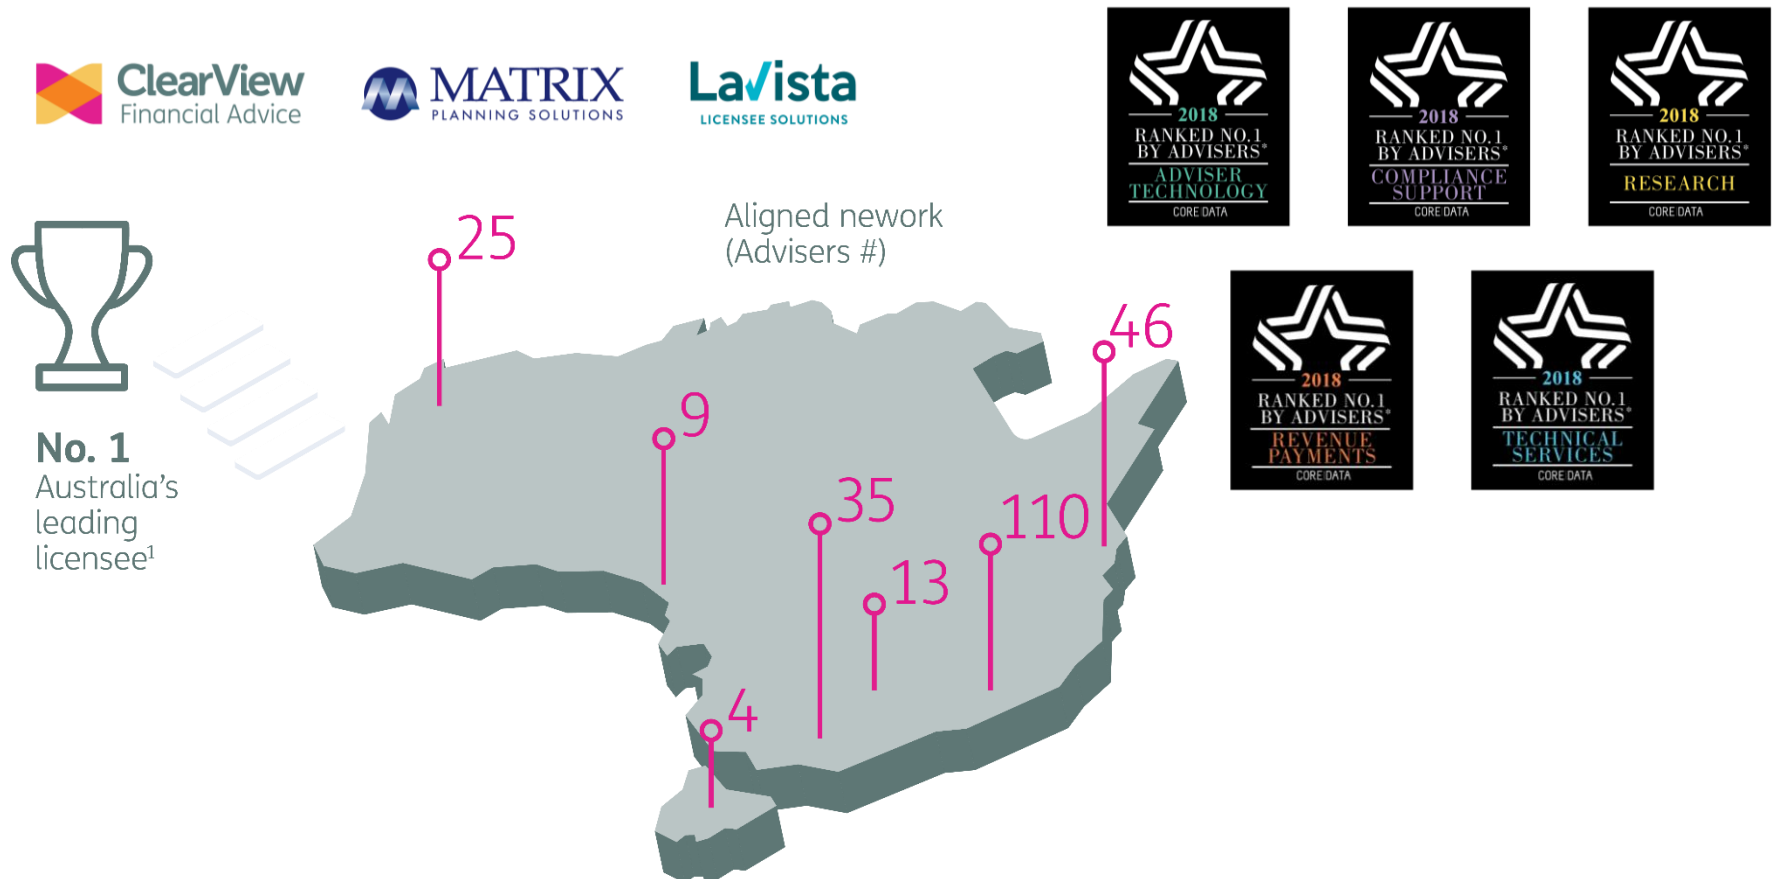 ClearView
Financial Advice
MATRIX
PLANNING SOLUTIONS
LaVista
LICENSEE SOLUTIONS
2018
RANKED NO.1
BY ADVISERS*
ADVISER
TECHNOLOGY
CORE DATA
2018
RANKED NO.1
BY ADVISERS*
COMPLIANCE
SUPPORT
CORE DATA
2018
RANKED NO.1
BY ADVISERS*
RESEARCH
CORE DATA
2018
RANKED NO.1
BY ADVISERS*
REVENUE
PAYMENTS
CORE DATA
2018
RANKED NO.1
BY ADVISERS*
TECHNICAL
SERVICES
CORE DATA
No. 1
Australia's
leading
licensee¹
Aligned nework
(Advisers #)
25
46
9
35
110
13
4